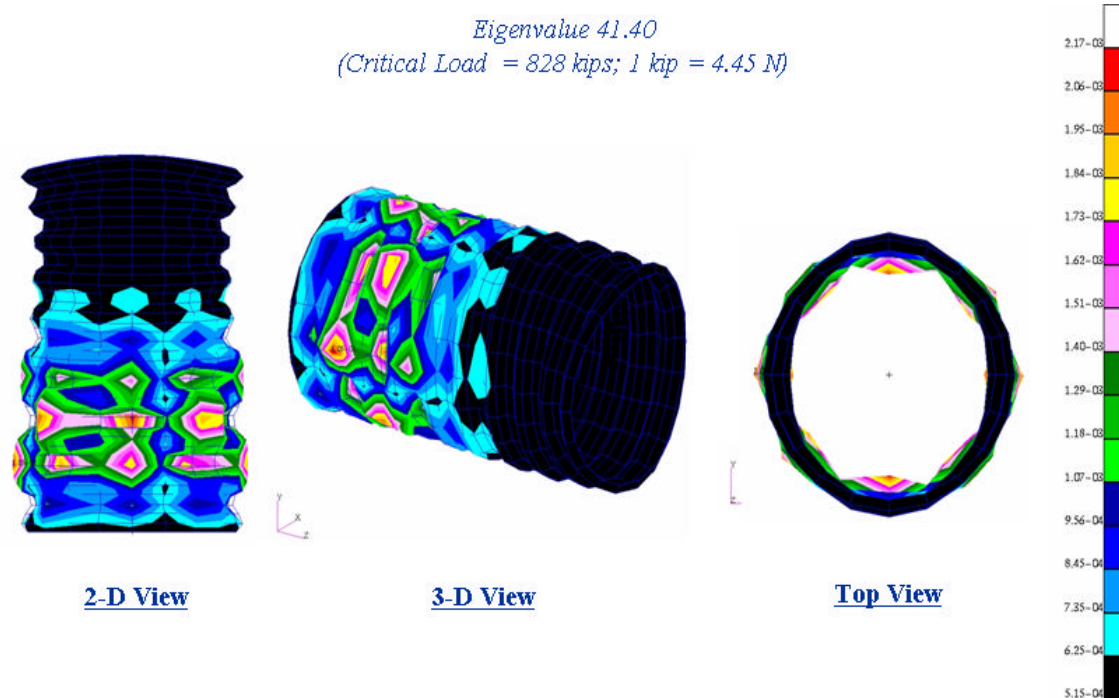 Eigenvalue 41.40
(Critical Load = 828 kips; 1 kip = 4.45 N)
2.17-03
2.06-03
1.95-03
1.84-03
1.73-03
1.62-03
1.51-03
1.40-03
1.29-03
1.18-03
1.07-03
9.56-04
8.45-04
7.35-04
6.25-04
5.15-04
Y
X
Z
Y
Z
2-D View
3-D View
Top View